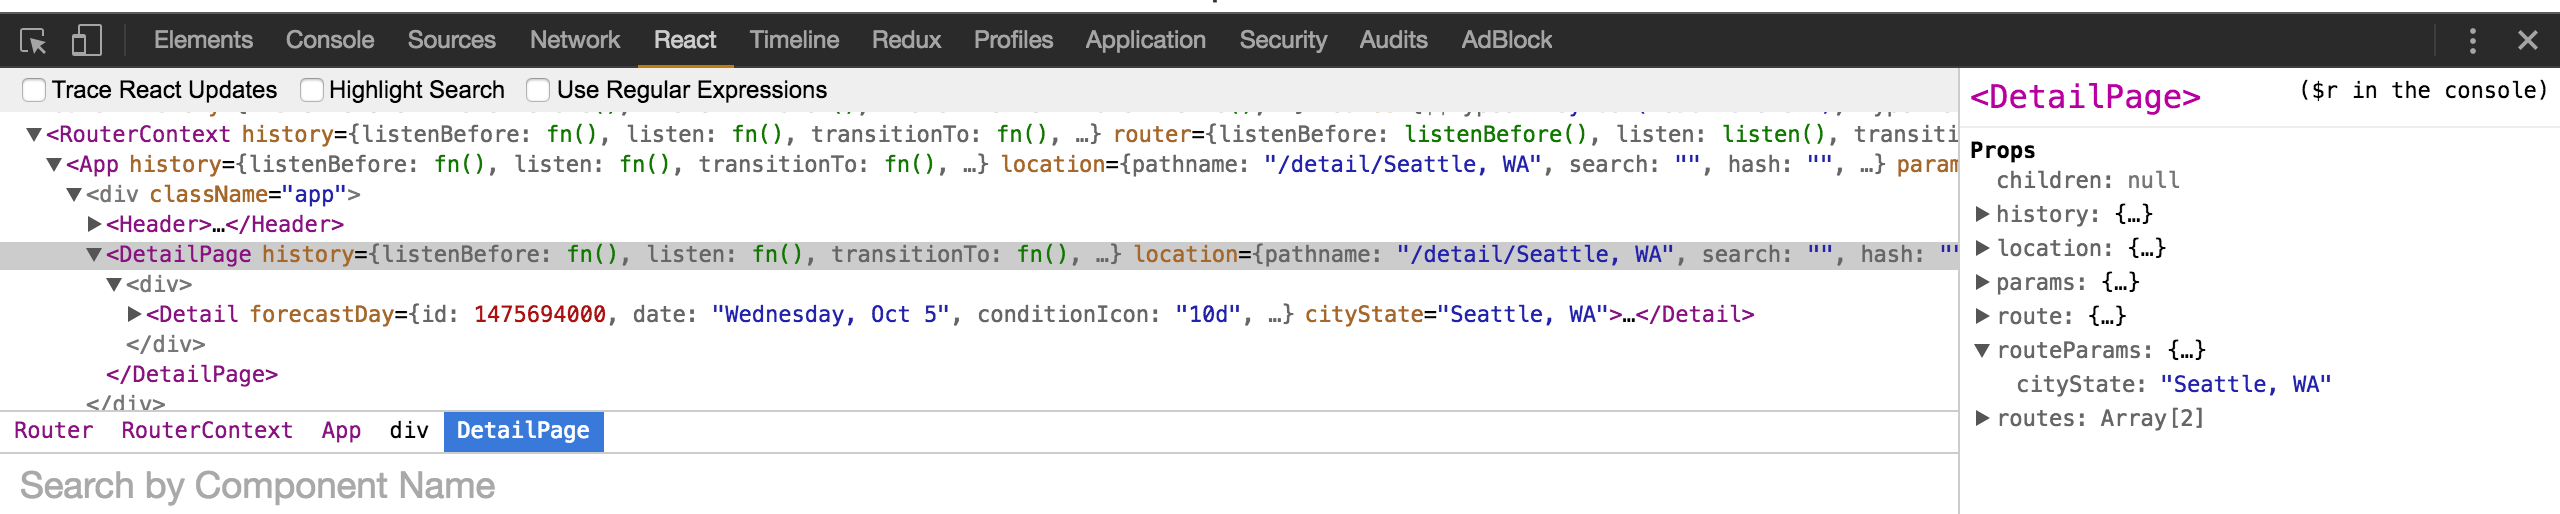 Elements Console Sources Network React Timeline Redux Profiles Application Security Audits AdBlock
Trace React Updates Highlight Search Use Regular Expressions
<RouterContext history={listenBefore: fn(), listen: fn(), transitionTo: fn(), …} router={listenBefore: listenBefore(), listen: listen(), transiti
<App history={listenBefore: fn(), listen: fn(), transitionTo: fn(), …} location={pathname: "/detail/Seattle, WA", search: "", hash: "", …} param
<div className="app">
<Header>…</Header>
<DetailPage history={listenBefore: fn(), listen: fn(), transitionTo: fn(), …} location={pathname: "/detail/Seattle, WA", search: "", hash: ""
<div>
<Detail forecastDay={id: 1475694000, date: "Wednesday, Oct 5", conditionIcon: "10d", …} cityState="Seattle, WA">…</Detail>
</div>
</DetailPage>
</div>
Router RouterContext App div DetailPage
Search by Component Name
<DetailPage> ($r in the console)
Props
children: null
history: {…}
location: {…}
params: {…}
route: {…}
routeParams: {…}
cityState: "Seattle, WA"
routes: Array[2]